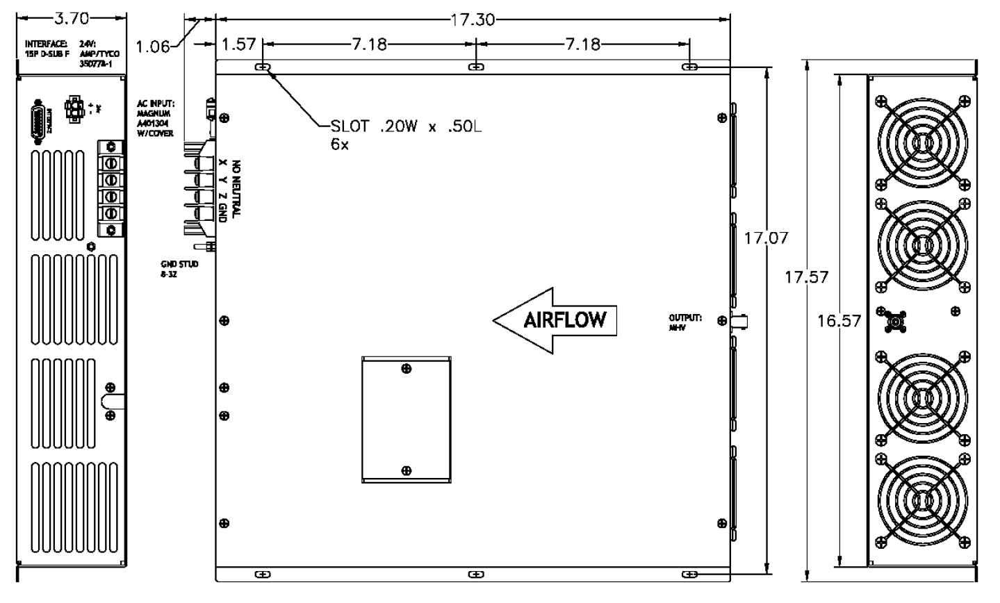 3.70
17.30
1.06
1.57
7.18
7.18
INTERFACE:
15P D-SUB F
24V:
AMP/TYCO
350778-1
INTERFACE
+
-
24V
AC INPUT:
MAGNUM
A401304
W/COVER
SLOT .20W x .50L
6x
X Y Z GND
NO NEUTRAL
GND STUD
8-32
17.07
17.57
16.57
AIRFLOW
OUTPUT:
MHV